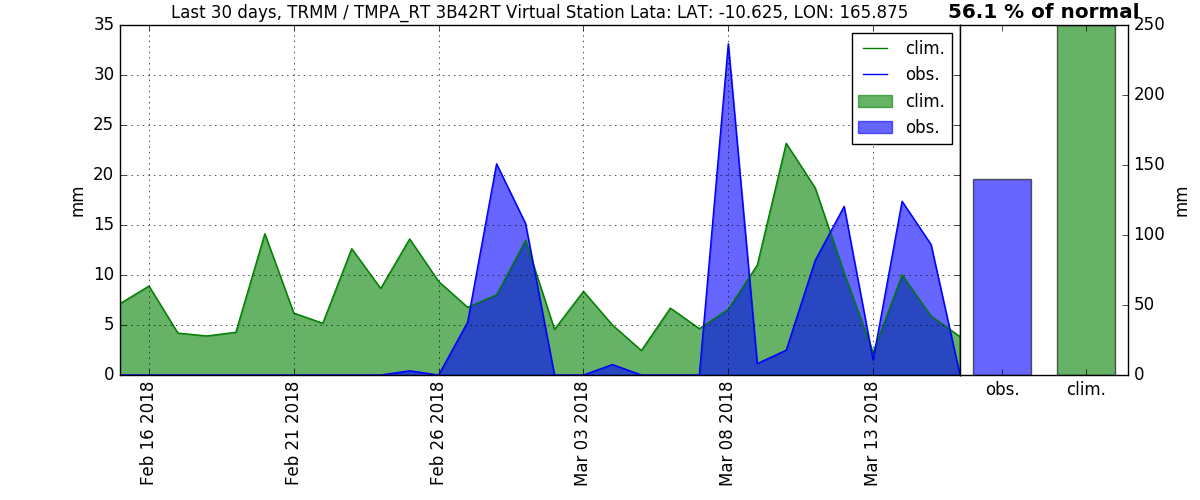 Last 30 days, TRMM / TMPA_RT 3B42RT Virtual Station Lata: LAT: -10.625, LON: 165.875
56.1 % of normal
35
30
25
20
15
10
5
0
mm
clim.
obs.
clim.
obs.
250
200
150
100
50
0
mm
obs.
clim.
Feb 16 2018
Feb 21 2018
Feb 26 2018
Mar 03 2018
Mar 08 2018
Mar 13 2018